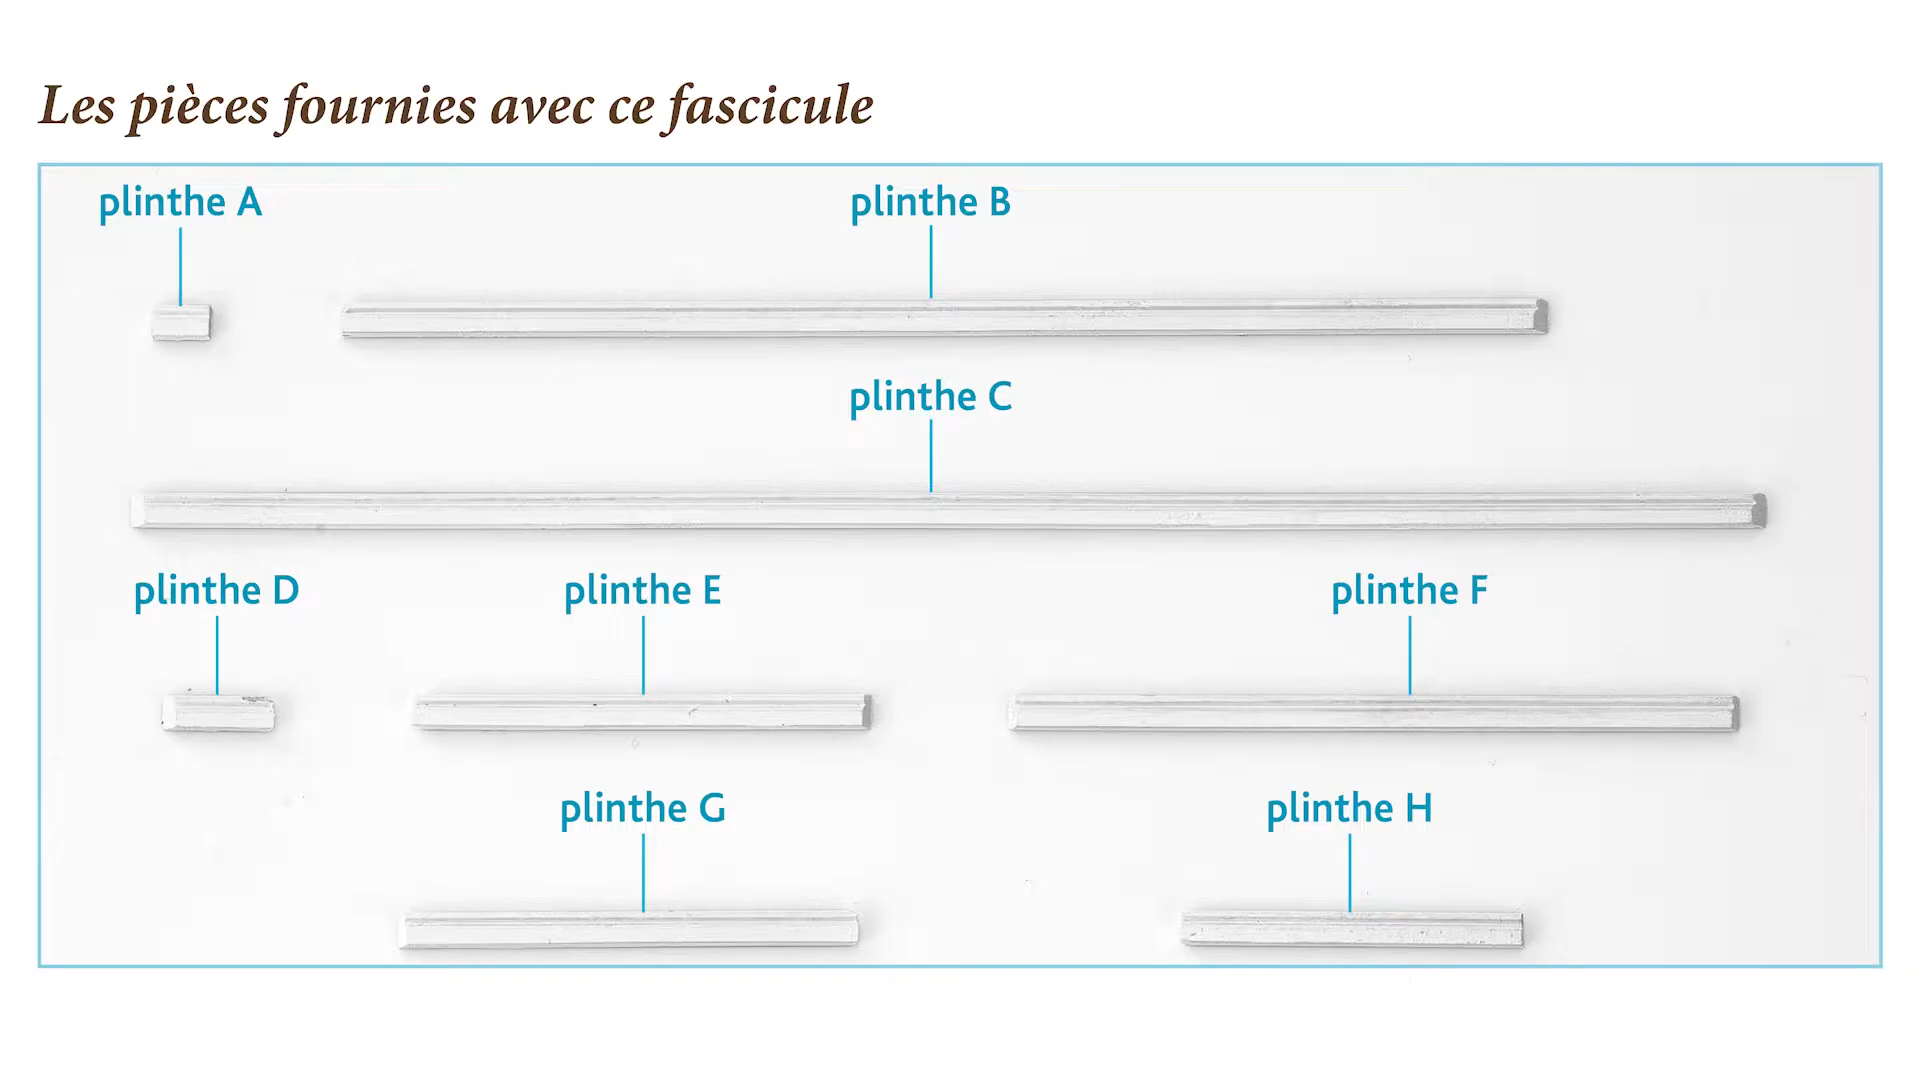 Les pièces fournies avec ce fascicule
plinthe A
plinthe B
plinthe C
plinthe D
plinthe E
plinthe F
plinthe G
plinthe H